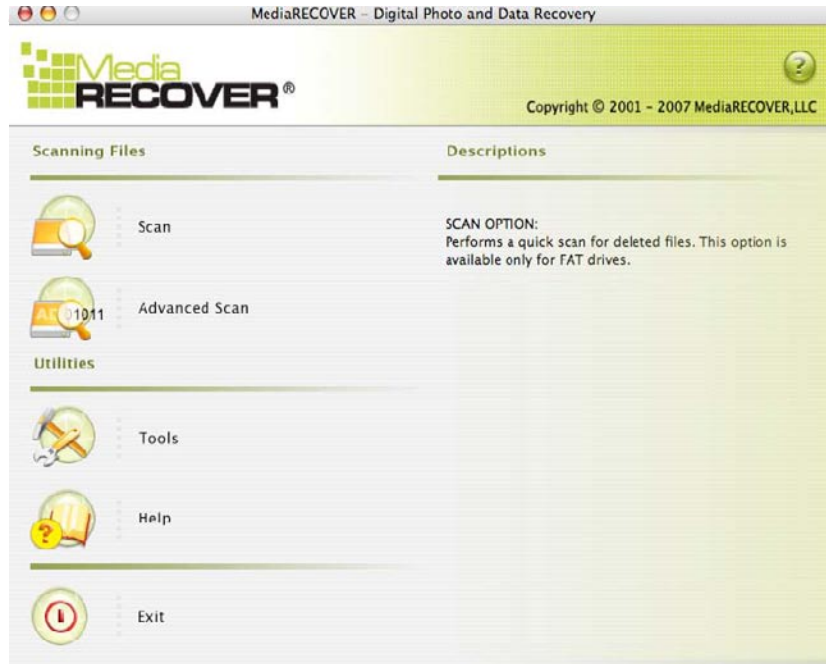 MediaRECOVER – Digital Photo and Data Recovery
Media
RECOVER®
?
Copyright © 2001 – 2007 MediaRECOVER,LLC
Scanning Files
Descriptions
Scan
SCAN OPTION:
Performs a quick scan for deleted files. This option is
available only for FAT drives.
AD 01011
Advanced Scan
Utilities
Tools
?
Help
Exit